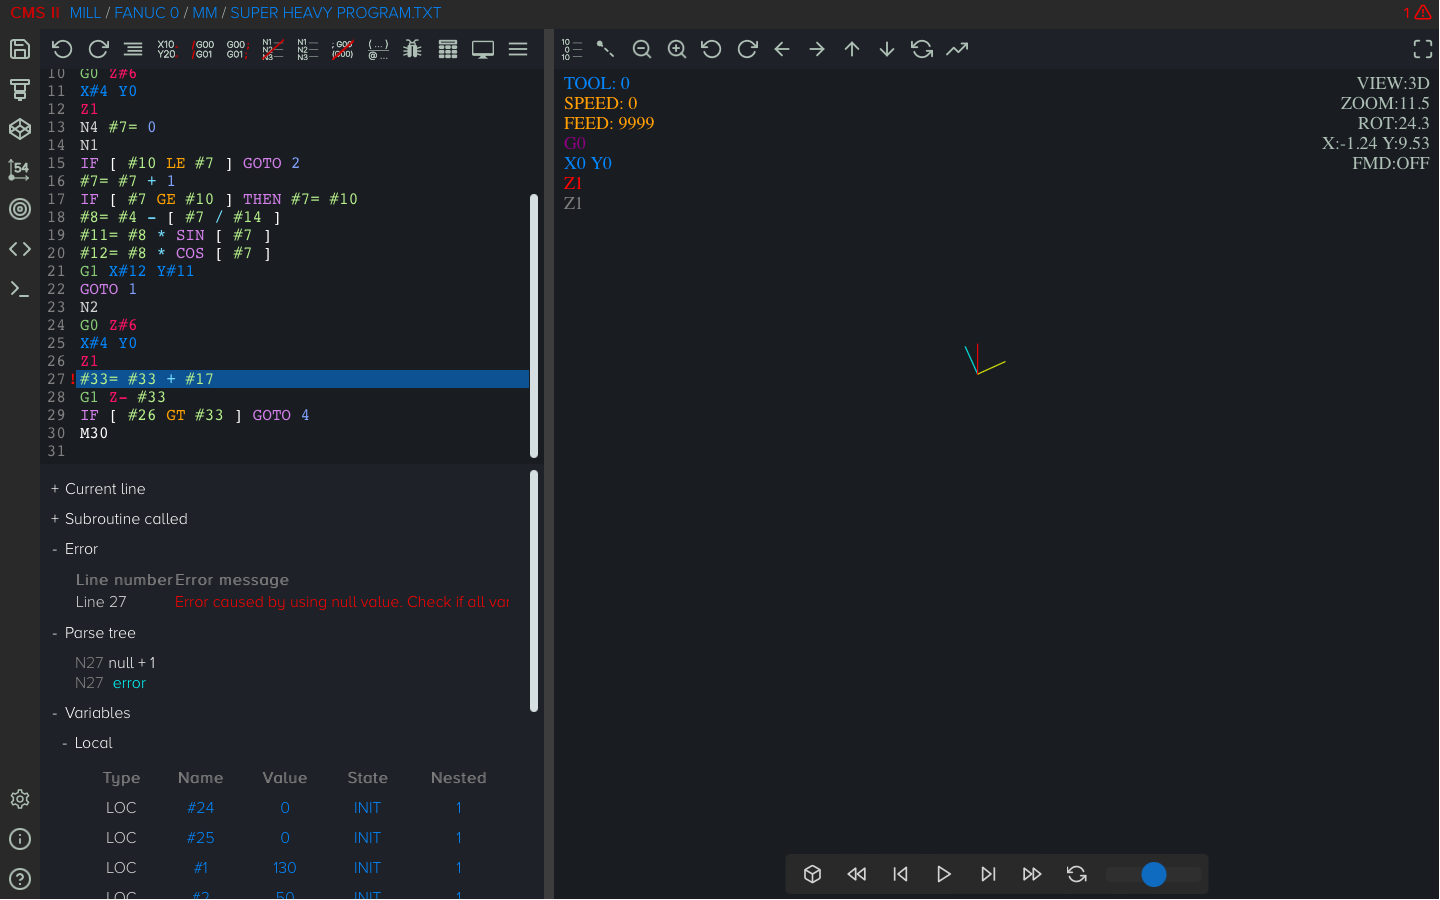 CMS II MILL / FANUC 0 / MM / SUPER HEAVY PROGRAM.TXT
1
X10 Y20
/G00 /G01
G00; G01;
N1 N2 N3
N1 N2 N3
; G00 (G00)
(...) @ ...
10 0 10
10 G0 Z#6
11 X#4 Y0
12 Z1
13 N4 #7= 0
14 N1
15 IF [ #10 LE #7 ] GOTO 2
16 #7= #7 + 1
17 IF [ #7 GE #10 ] THEN #7= #10
18 #8= #4 - [ #7 / #14 ]
19 #11= #8 * SIN [ #7 ]
20 #12= #8 * COS [ #7 ]
21 G1 X#12 Y#11
22 GOTO 1
23 N2
24 G0 Z#6
25 X#4 Y0
26 Z1
27 ! #33= #33 + #17
28 G1 Z- #33
29 IF [ #26 GT #33 ] GOTO 4
30 M30
31
54
+ Current line
+ Subroutine called
- Error
Line number Error message
Line 27 Error caused by using null value. Check if all var
- Parse tree
N27 null + 1
N27 error
- Variables
- Local
Type Name Value State Nested
LOC #24 0 INIT 1
LOC #25 0 INIT 1
LOC #1 130 INIT 1
LOC #2 50 INIT 1
TOOL: 0
SPEED: 0
FEED: 9999
G0
X0 Y0
Z1
Z1
VIEW:3D
ZOOM:11.5
ROT:24.3
X:-1.24 Y:9.53
FMD:OFF